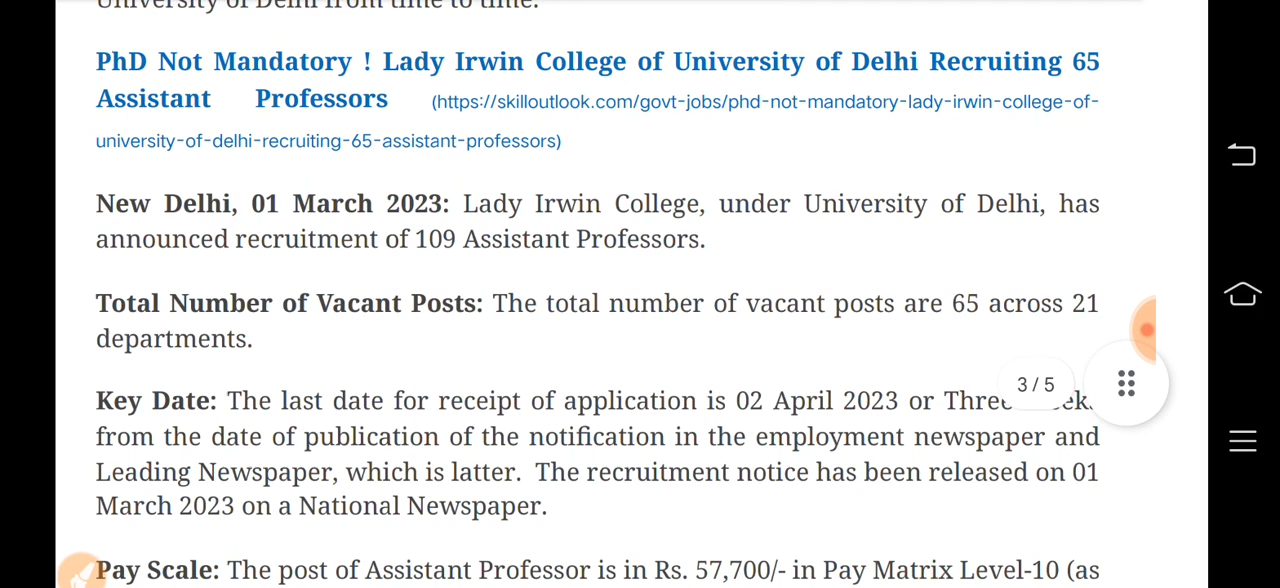 University of Delhi from time to time.
PhD Not Mandatory ! Lady Irwin College of University of Delhi Recruiting 65
Assistant Professors (https://skilloutlook.com/govt-jobs/phd-not-mandatory-lady-irwin-college-of-
university-of-delhi-recruiting-65-assistant-professors)
New Delhi, 01 March 2023: Lady Irwin College, under University of Delhi, has
announced recruitment of 109 Assistant Professors.
Total Number of Vacant Posts: The total number of vacant posts are 65 across 21
departments.
3 / 5
Key Date: The last date for receipt of application is 02 April 2023 or Three
from the date of publication of the notification in the employment newspaper and
Leading Newspaper, which is latter. The recruitment notice has been released on 01
March 2023 on a National Newspaper.
Pay Scale: The post of Assistant Professor is in Rs. 57,700/- in Pay Matrix Level-10 (as